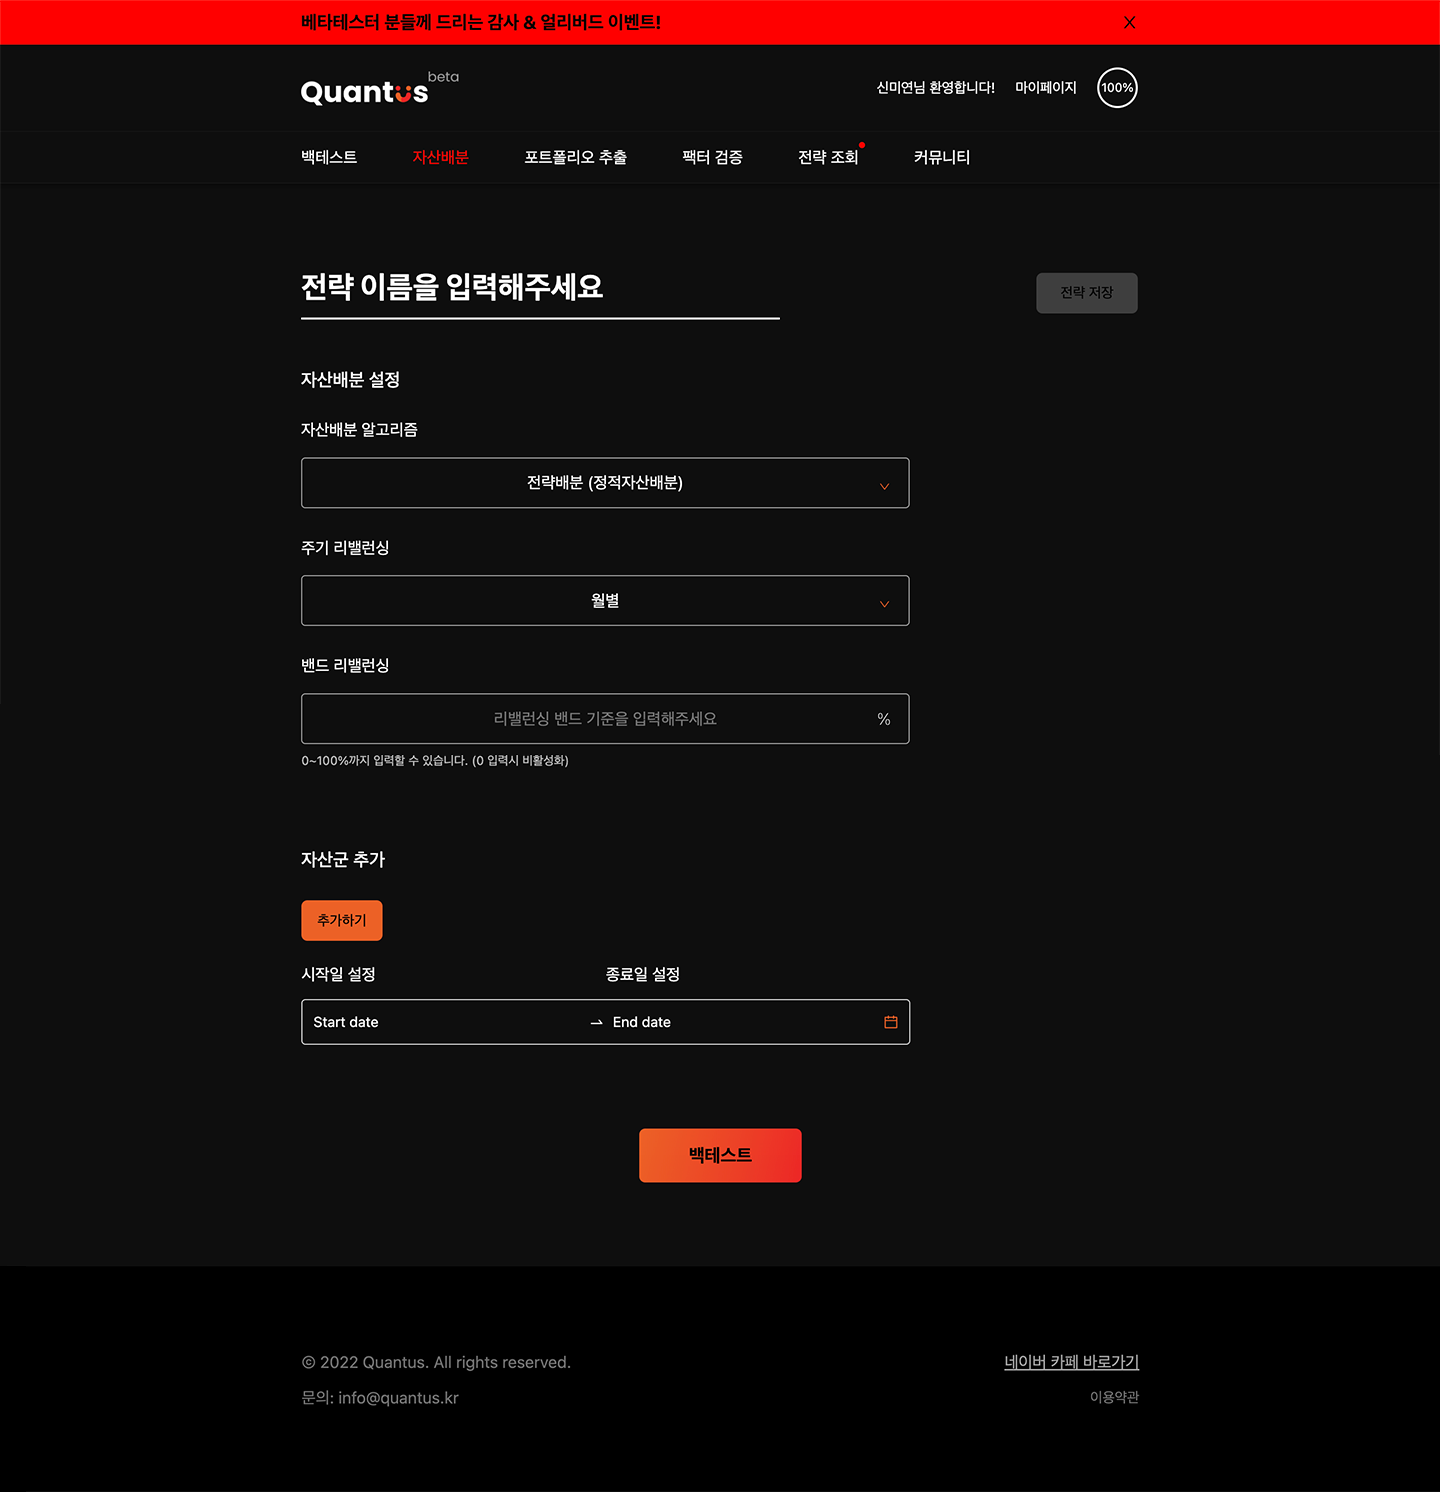 베타테스터 분들께 드리는 감사 & 얼리버드 이벤트!
Quantus beta
신미연님 환영합니다! 마이페이지 100%
백테스트 자산배분 포트폴리오 추출 팩터 검증 전략 조회 커뮤니티
전략 이름을 입력해주세요
전략 저장
자산배분 설정
자산배분 알고리즘
전략배분 (정적자산배분)
주기 리밸런싱
월별
밴드 리밸런싱
리밸런싱 밴드 기준을 입력해주세요 %
0~100%까지 입력할 수 있습니다. (0 입력시 비활성화)
자산군 추가
추가하기
시작일 설정 종료일 설정
Start date → End date
백테스트
© 2022 Quantus. All rights reserved.
네이버 카페 바로가기
문의: info@quantus.kr
이용약관